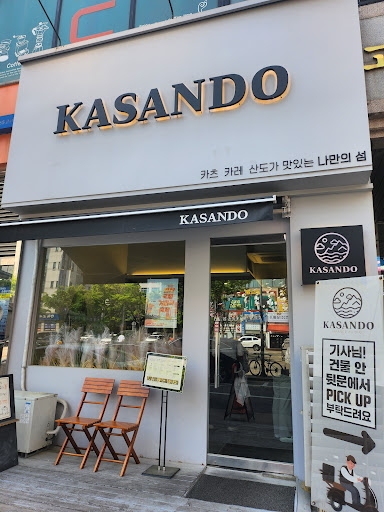 KASANDO
카츠 카레 산도가 맛있는 나만의 섬
KASANDO
KASANDO
KASANDO
기사님!
건물 안
뒷문에서
PICK UP
부탁드려요